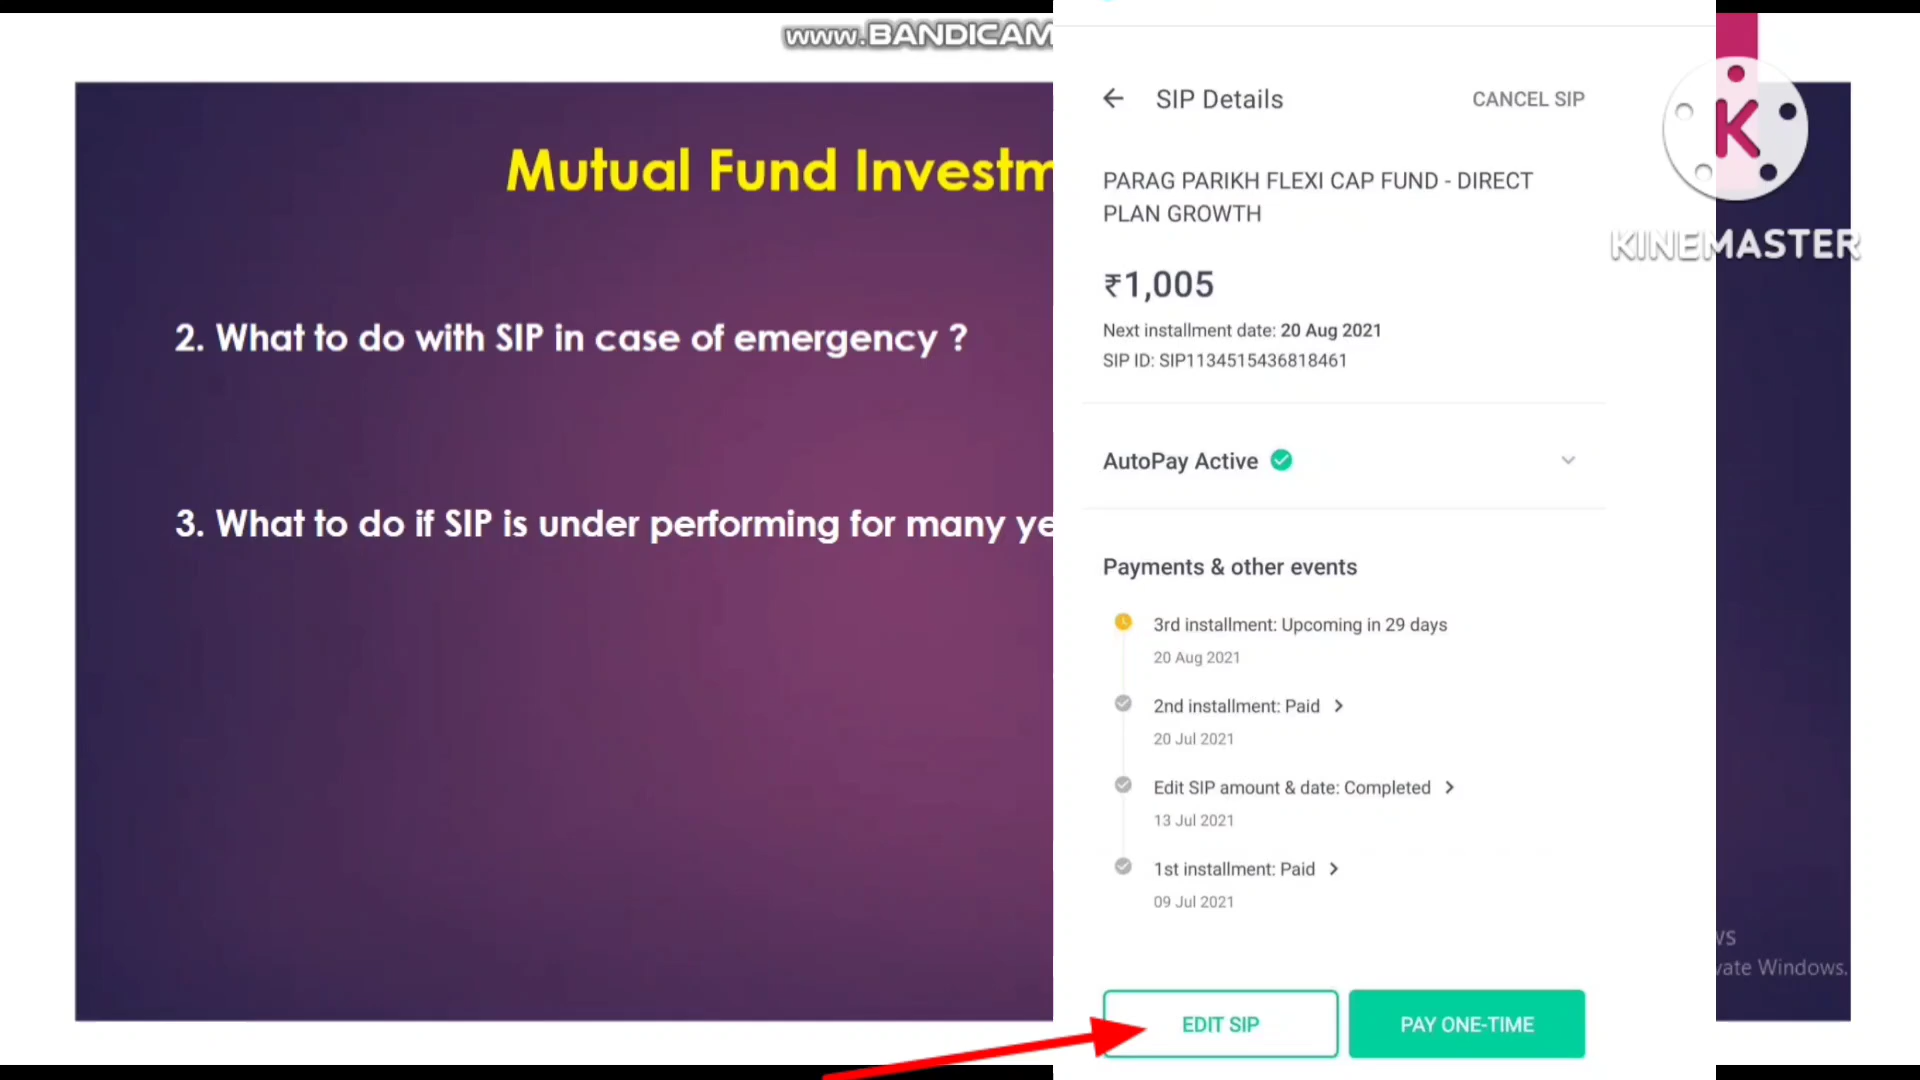 www.BANDICAM
Mutual Fund Investm
2. What to do with SIP in case of emergency ?
3. What to do if SIP is under performing for many ye
SIP Details
CANCEL SIP
PARAG PARIKH FLEXI CAP FUND - DIRECT
PLAN GROWTH
₹1,005
Next installment date: 20 Aug 2021
SIP ID: SIP1134515436818461
AutoPay Active
Payments & other events
3rd installment: Upcoming in 29 days
20 Aug 2021
2nd installment: Paid
20 Jul 2021
Edit SIP amount & date: Completed
13 Jul 2021
1st installment: Paid
09 Jul 2021
EDIT SIP
PAY ONE-TIME
K
KINEMASTER
vate Windows.